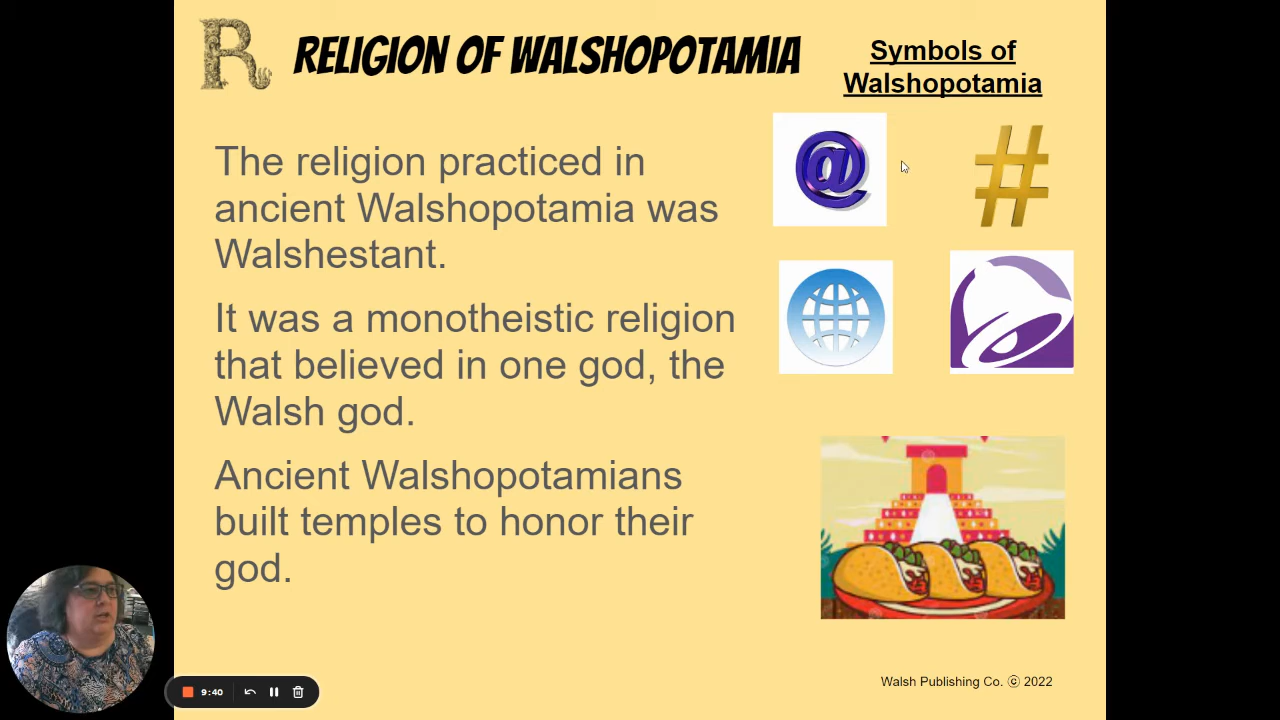 R RELIGION OF WALSHOPOTAMIA
Symbols of
Walshopotamia
The religion practiced in
ancient Walshopotamia was
Walshestant.
It was a monotheistic religion
that believed in one god, the
Walsh god.
Ancient Walshopotamians
built temples to honor their
god.
@
#
9:40
Walsh Publishing Co. ⓒ 2022